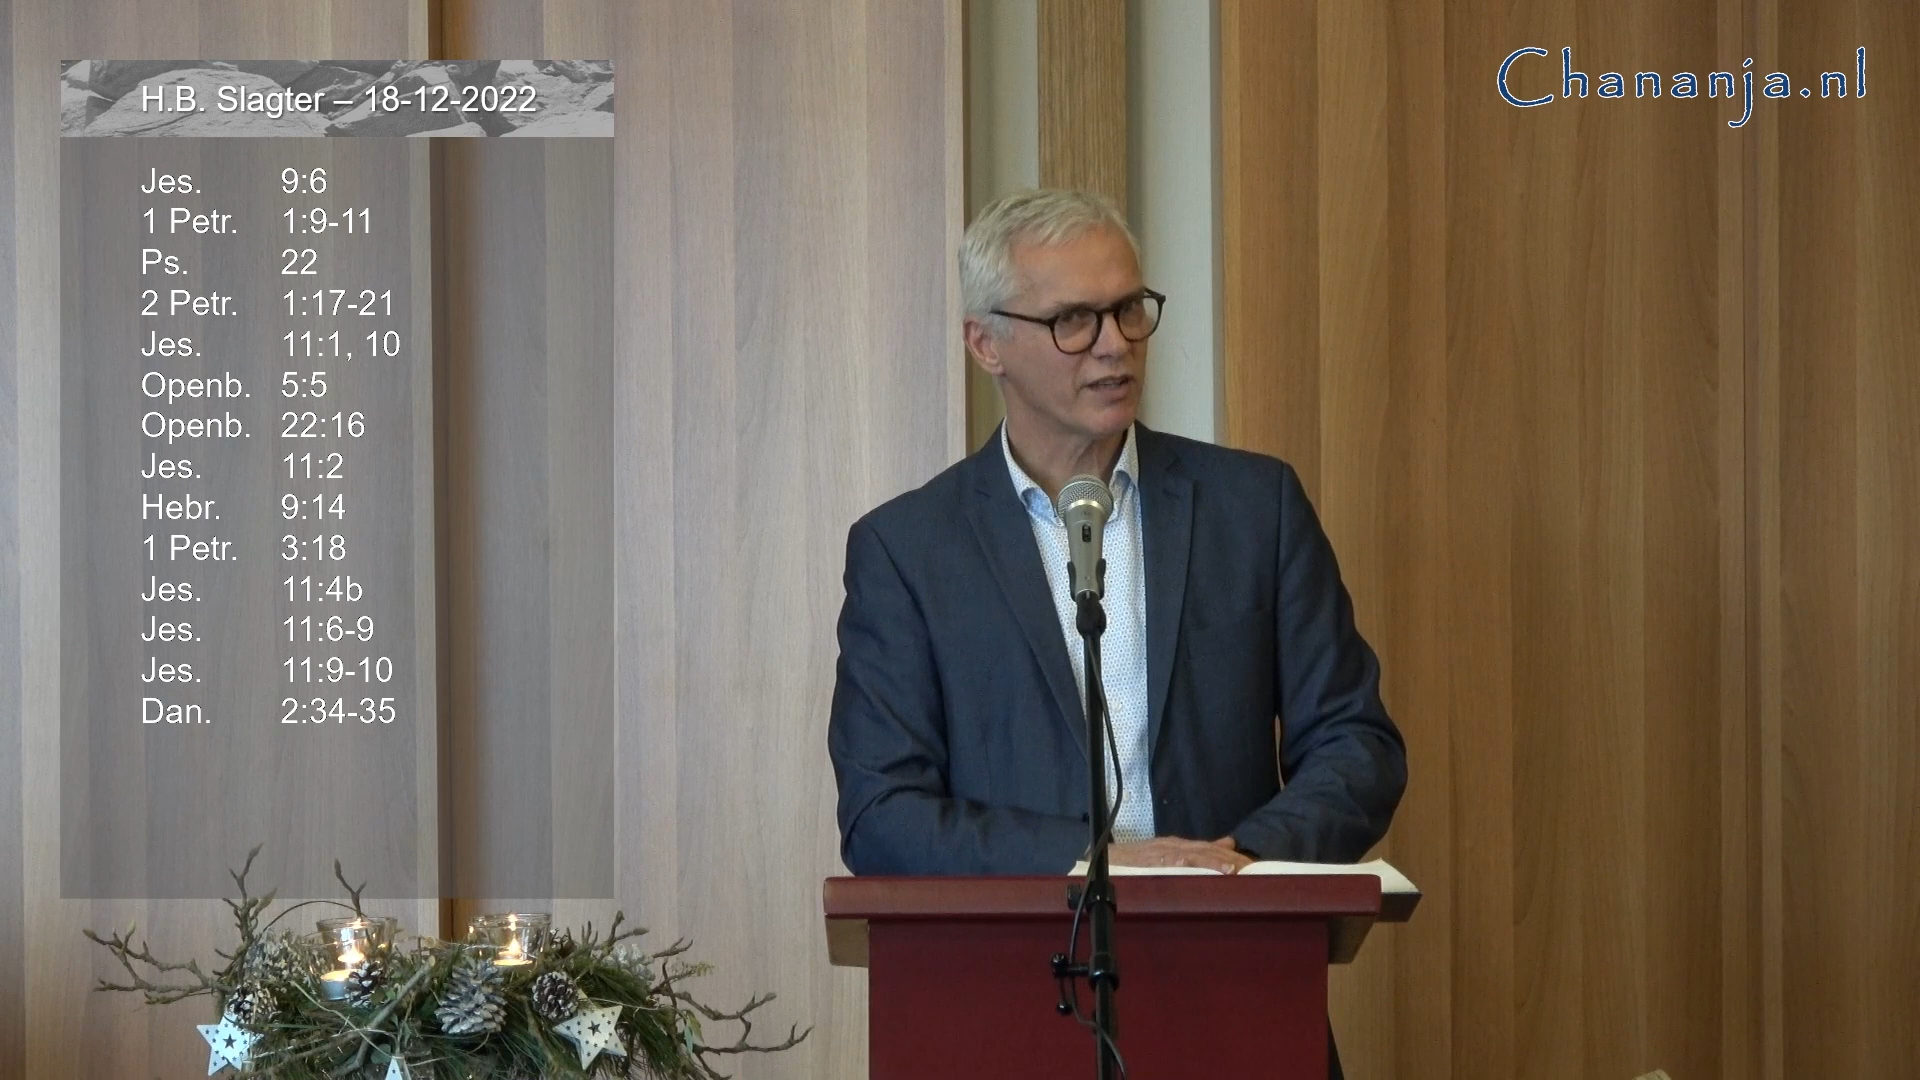 H.B. Slagter – 18-12-2022
Chananja.nl
Jes. 9:6
1 Petr. 1:9-11
Ps. 22
2 Petr. 1:17-21
Jes. 11:1, 10
Openb. 5:5
Openb. 22:16
Jes. 11:2
Hebr. 9:14
1 Petr. 3:18
Jes. 11:4b
Jes. 11:6-9
Jes. 11:9-10
Dan. 2:34-35